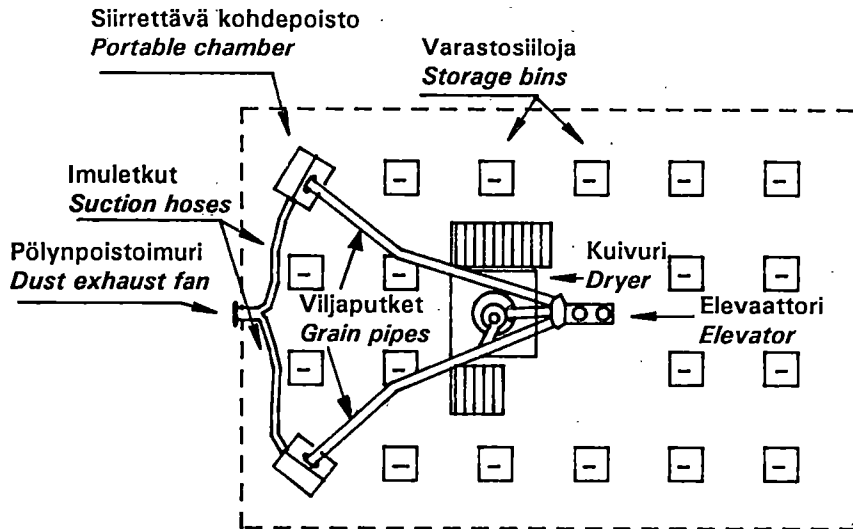 Siirrettävä kohdepoisto
Portable chamber
Varastosiiloja
Storage bins
Imuletkut
Suction hoses
Pölynpoistoimuri
Dust exhaust fan
Viljaputket
Grain pipes
Kuivuri
Dryer
Elevaattori
Elevator